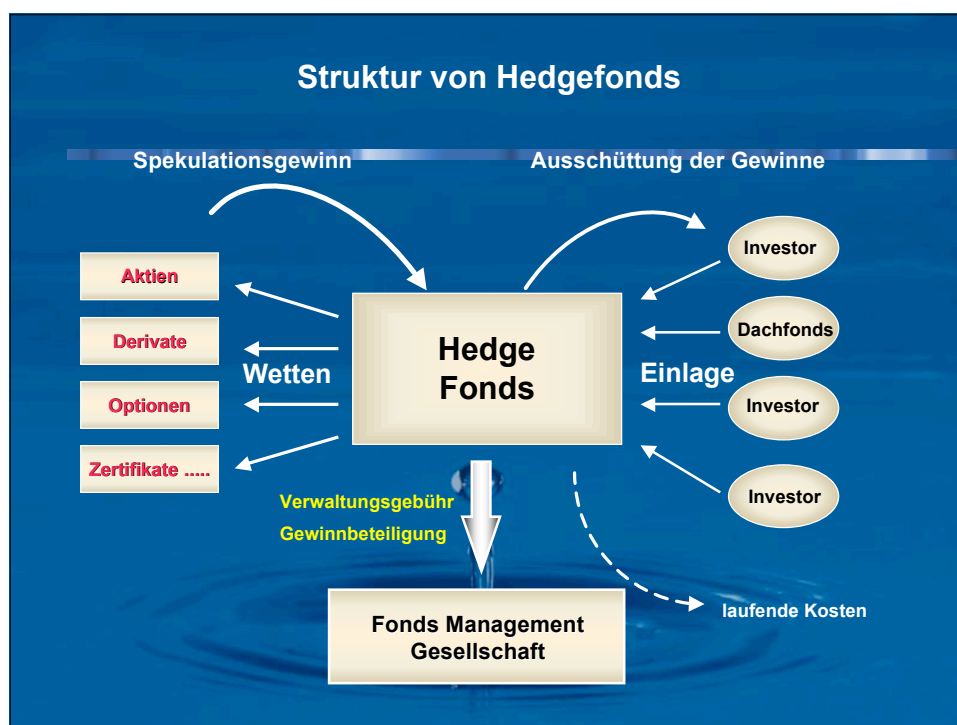 Struktur von Hedgefonds
Spekulationsgewinn
Ausschüttung der Gewinne
Aktien
Derivate
Optionen
Zertifikate .....
Wetten
Hedge
Fonds
Einlage
Investor
Dachfonds
Investor
Investor
Verwaltungsgebühr
Gewinnbeteiligung
laufende Kosten
Fonds Management
Gesellschaft